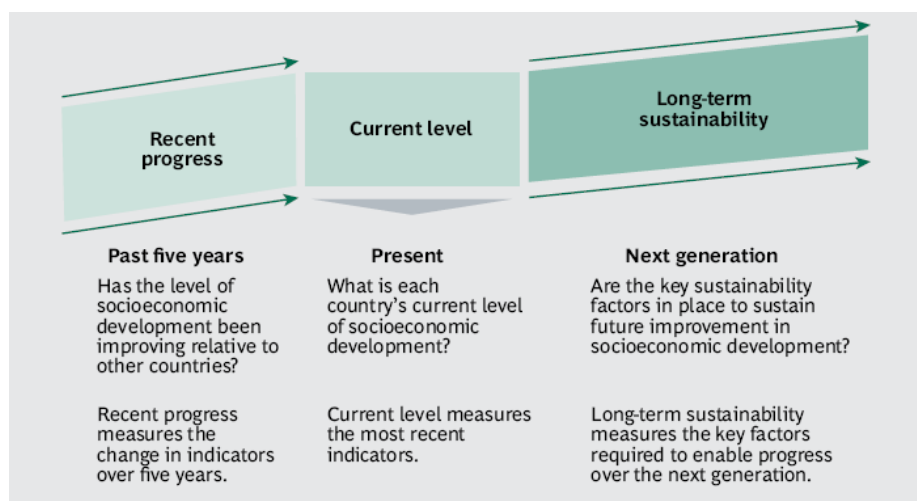 Recent
progress
Current level
Long-term
sustainability
Past five years
Has the level of
socioeconomic
development been
improving relative to
other countries?
Recent progress
measures the
change in indicators
over five years.
Present
What is each
country’s current level
of socioeconomic
development?
Current level measures
the most recent
indicators.
Next generation
Are the key sustainability
factors in place to sustain
future improvement in
socioeconomic development?
Long-term sustainability
measures the key factors
required to enable progress
over the next generation.